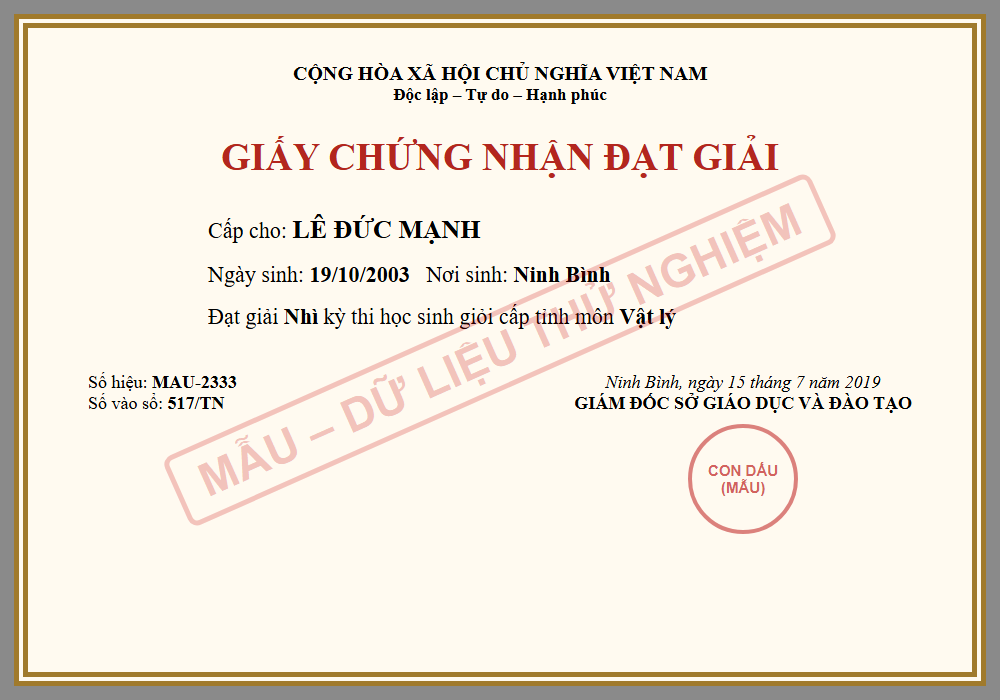 CỘNG HÒA XÃ HỘI CHỦ NGHĨA VIỆT NAM
Độc lập – Tự do – Hạnh phúc
GIẤY CHỨNG NHẬN ĐẠT GIẢI
Cấp cho: LÊ ĐỨC MẠNH
Ngày sinh: 19/10/2003 Nơi sinh: Ninh Bình
Đạt giải Nhì kỳ thi học sinh giỏi cấp tỉnh môn Vật lý
MẪU – DỮ LIỆU THỬ NGHIỆM
Số hiệu: MAU-2333
Số vào sổ: 517/TN
Ninh Bình, ngày 15 tháng 7 năm 2019
GIÁM ĐỐC SỞ GIÁO DỤC VÀ ĐÀO TẠO
CON DẤU
(MẪU)